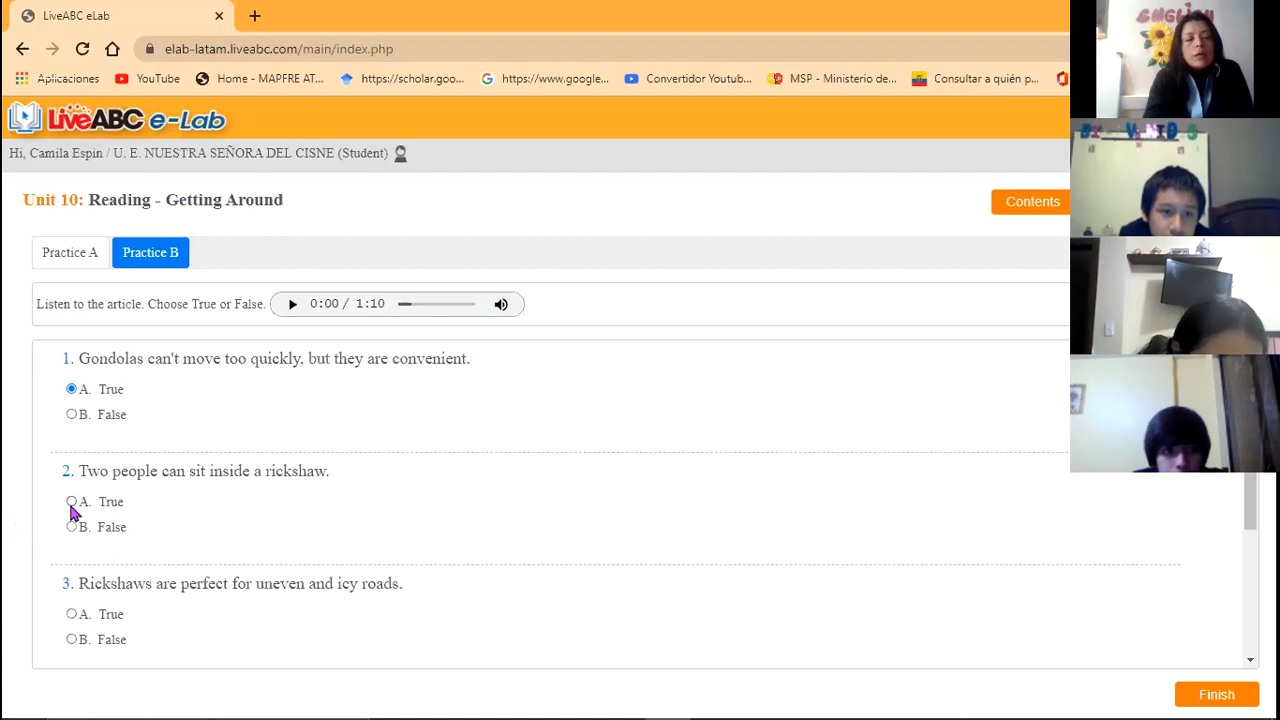 LiveABC eLab
elab-latam.liveabc.com/main/index.php
Aplicaciones
YouTube
Home - MAPFRE AT...
https://scholar.goo...
https://www.google...
Convertidor Youtub...
MSP - Ministerio de...
Consultar a quién p...
LiveABC e-Lab
Hi, Camila Espin / U. E. NUESTRA SEÑORA DEL CISNE (Student)
Unit 10: Reading - Getting Around
Contents
Practice A
Practice B
Listen to the article. Choose True or False.
0:00 / 1:10
1. Gondolas can't move too quickly, but they are convenient.
A. True
B. False
2. Two people can sit inside a rickshaw.
A. True
B. False
3. Rickshaws are perfect for uneven and icy roads.
A. True
B. False
Finish
ENGLISH